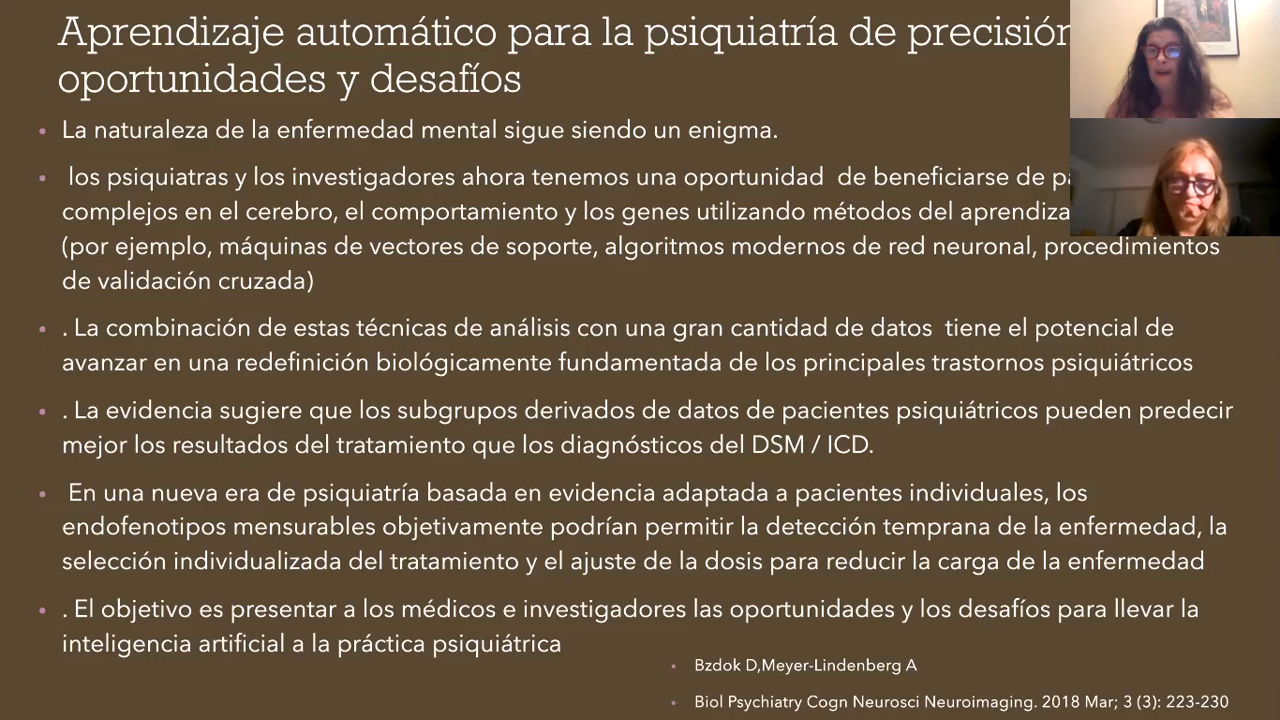 Aprendizaje automático para la psiquiatría de precisión
oportunidades y desafíos
• La naturaleza de la enfermedad mental sigue siendo un enigma.
• los psiquiatras y los investigadores ahora tenemos una oportunidad de beneficiarse de
complejos en el cerebro, el comportamiento y los genes utilizando métodos del
(por ejemplo, máquinas de vectores de soporte, algoritmos modernos de red neuronal, procedimientos
de validación cruzada)
• . La combinación de estas técnicas de análisis con una gran cantidad de datos tiene el potencial de
avanzar en una redefinición biológicamente fundamentada de los principales trastornos psiquiátricos
• . La evidencia sugiere que los subgrupos derivados de datos de pacientes psiquiátricos pueden predecir
mejor los resultados del tratamiento que los diagnósticos del DSM / ICD.
• En una nueva era de psiquiatría basada en evidencia adaptada a pacientes individuales, los
endofenotipos mensurables objetivamente podrían permitir la detección temprana de la enfermedad, la
selección individualizada del tratamiento y el ajuste de la dosis para reducir la carga de la enfermedad
• . El objetivo es presentar a los médicos e investigadores las oportunidades y los desafíos para llevar la
inteligencia artificial a la práctica psiquiátrica
• Bzdok D,Meyer-Lindenberg A
• Biol Psychiatry Cogn Neurosci Neuroimaging. 2018 Mar; 3 (3): 223-230